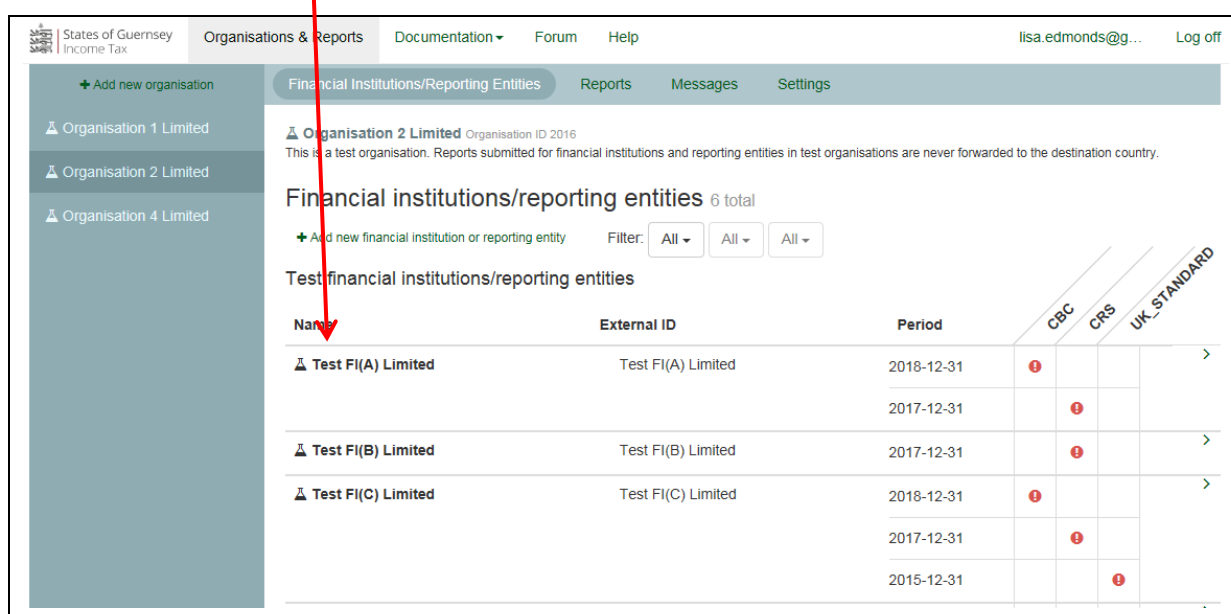 States of Guernsey
Income Tax
Organisations & Reports Documentation Forum Help lisa.edmonds@g... Log off
+ Add new organisation
Organisation 1 Limited
Organisation 2 Limited
Organisation 4 Limited
Financial Institutions/Reporting Entities Reports Messages Settings
Organisation 2 Limited Organisation ID 2016
This is a test organisation. Reports submitted for financial institutions and reporting entities in test organisations are never forwarded to the destination country.
Financial institutions/reporting entities 6 total
+ Add new financial institution or reporting entity Filter: All All All
Test financial institutions/reporting entities
Name External ID Period CBC CRS UK_STANDARD
Test FI(A) Limited Test FI(A) Limited 2018-12-31
2017-12-31
Test FI(B) Limited Test FI(B) Limited 2017-12-31
Test FI(C) Limited Test FI(C) Limited 2018-12-31
2017-12-31
2015-12-31